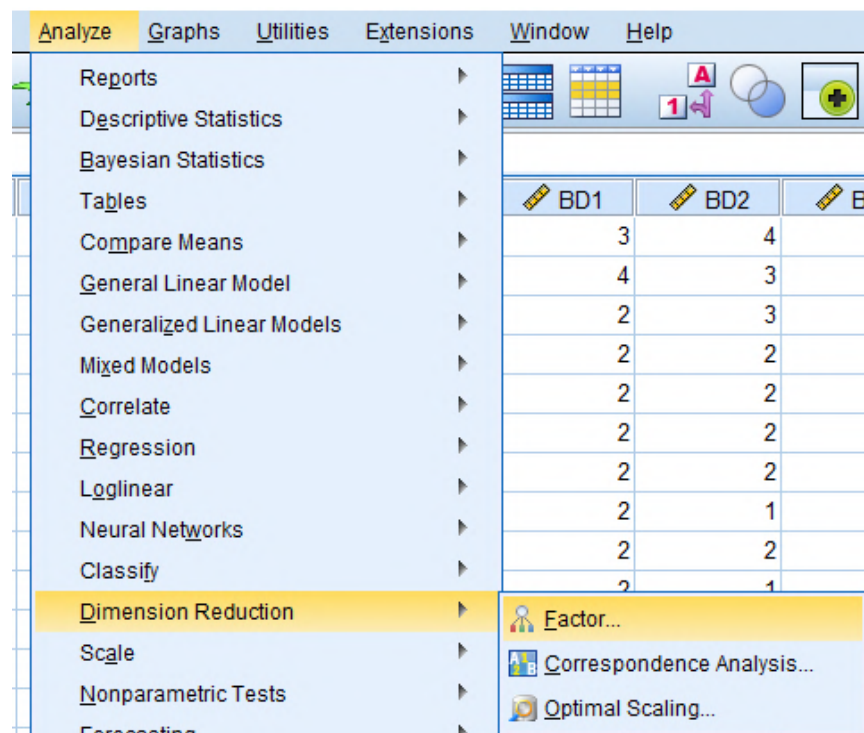 Analyze Graphs Utilities Extensions Window Help
Reports
Descriptive Statistics
Bayesian Statistics
Tables
Compare Means
General Linear Model
Generalized Linear Models
Mixed Models
Correlate
Regression
Loglinear
Neural Networks
Classify
Dimension Reduction
Scale
Nonparametric Tests
A
1
BD1 BD2
3 4
4 3
2 3
2 2
2 2
2 2
2 2
2 1
2 2
2 1
Factor...
Correspondence Analysis...
Optimal Scaling...